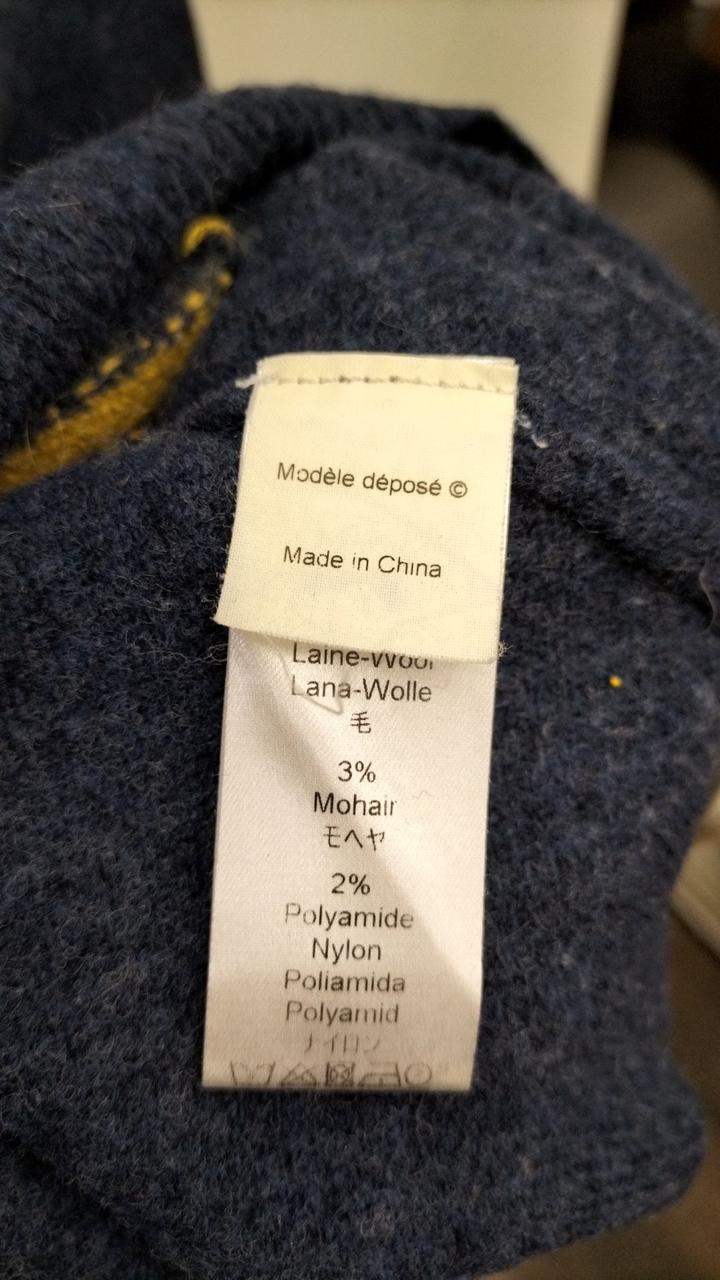 Modèle déposé ©
Made in China
Laine-Wool
Lana-Wolle
毛
3%
Mohair
モヘヤ
2%
Polyamide
Nylon
Poliamida
Polyamid
ナイロン